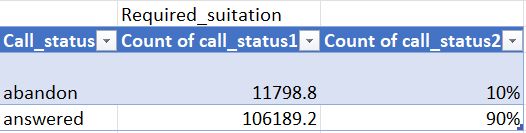 Required_suitation
Call_status Count of call_status1 Count of call_status2
abandon 11798.8 10%
answered 106189.2 90%